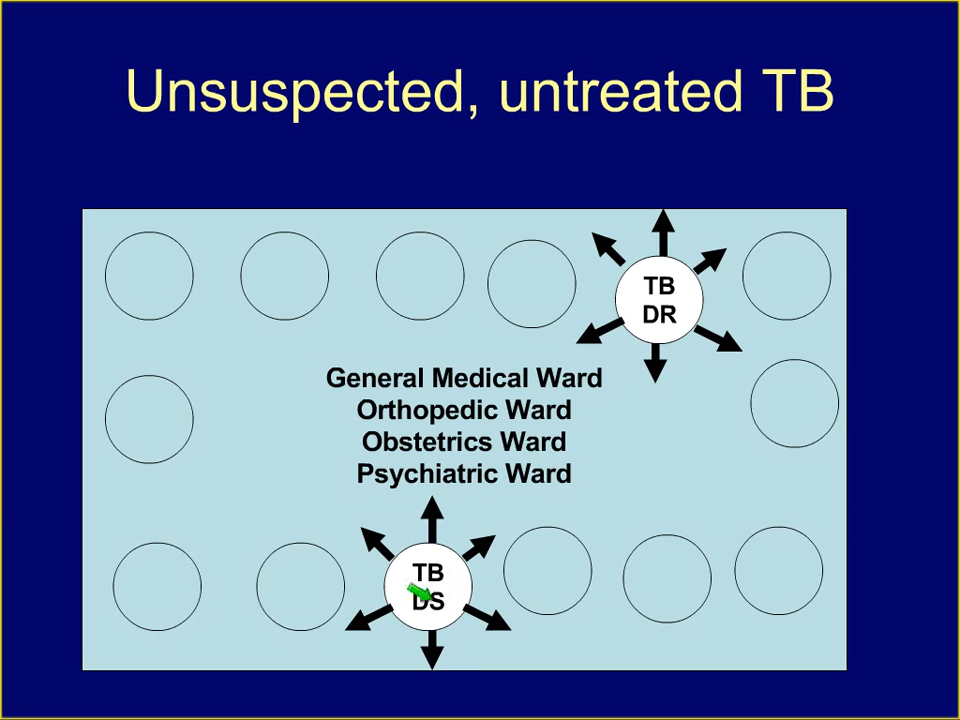 Unsuspected, untreated TB
TB
DR
General Medical Ward
Orthopedic Ward
Obstetrics Ward
Psychiatric Ward
TB
DS